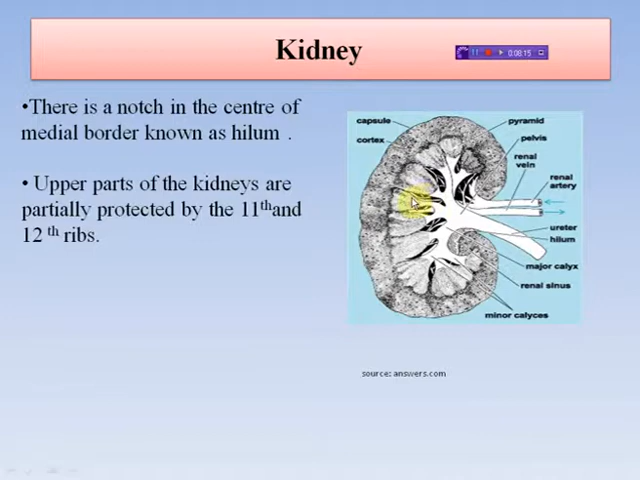 Kidney
0:08:15
•There is a notch in the centre of
medial border known as hilum .
• Upper parts of the kidneys are
partially protected by the 11thand
12 th ribs.
capsule
cortex
pyramid
pelvis
renal
vein
renal
artery
ureter
hilum
major calyx
renal sinus
minor calyces
source: answers.com